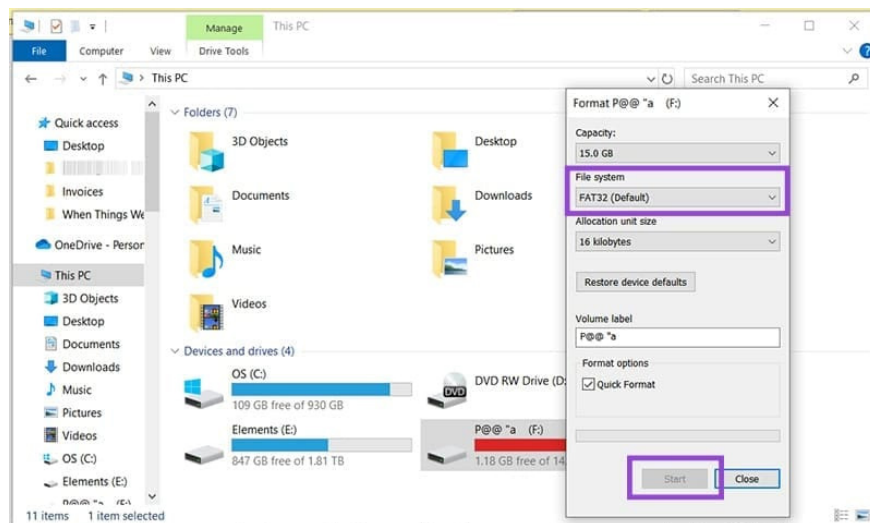 Manage
This PC
File
Computer
View
Drive Tools
This PC
Search This PC
Quick access
Desktop
Invoices
When Things We
OneDrive - Person
This PC
3D Objects
Desktop
Documents
Downloads
Music
Pictures
Videos
OS (C:)
Elements (E:)
P@@ "a (F:)
Folders (7)
3D Objects
Desktop
Documents
Downloads
Music
Pictures
Videos
Devices and drives (4)
OS (C:)
109 GB free of 930 GB
DVD RW Drive (D:
DVD
Elements (E:)
847 GB free of 1.81 TB
P@@ "a (F:)
1.18 GB free of 14.
Format P@@ "a (F:)
Capacity:
15.0 GB
File system
FAT32 (Default)
Allocation unit size
16 kilobytes
Restore device defaults
Volume label
P@@ "a
Format options
Quick Format
Start
Close
11 items
1 item selected